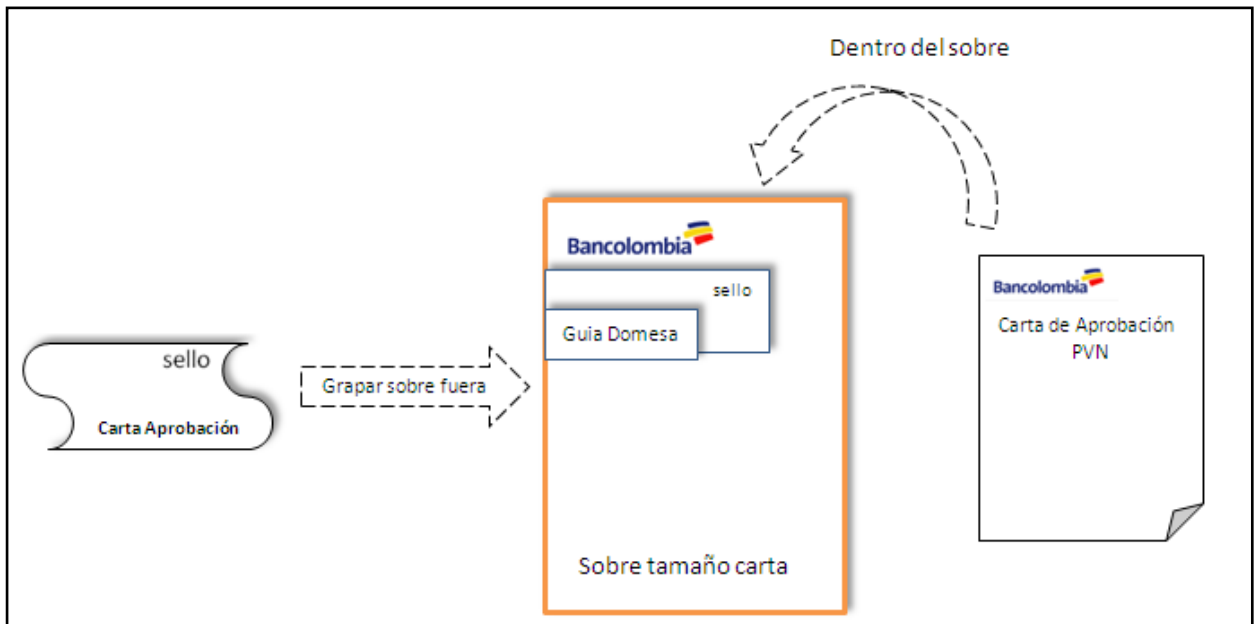 Dentro del sobre
Bancolombia
sello
Guia Domesa
Sobre tamaño carta
sello
Carta Aprobación
Grapar sobre fuera
Bancolombia
Carta de Aprobación
PVN